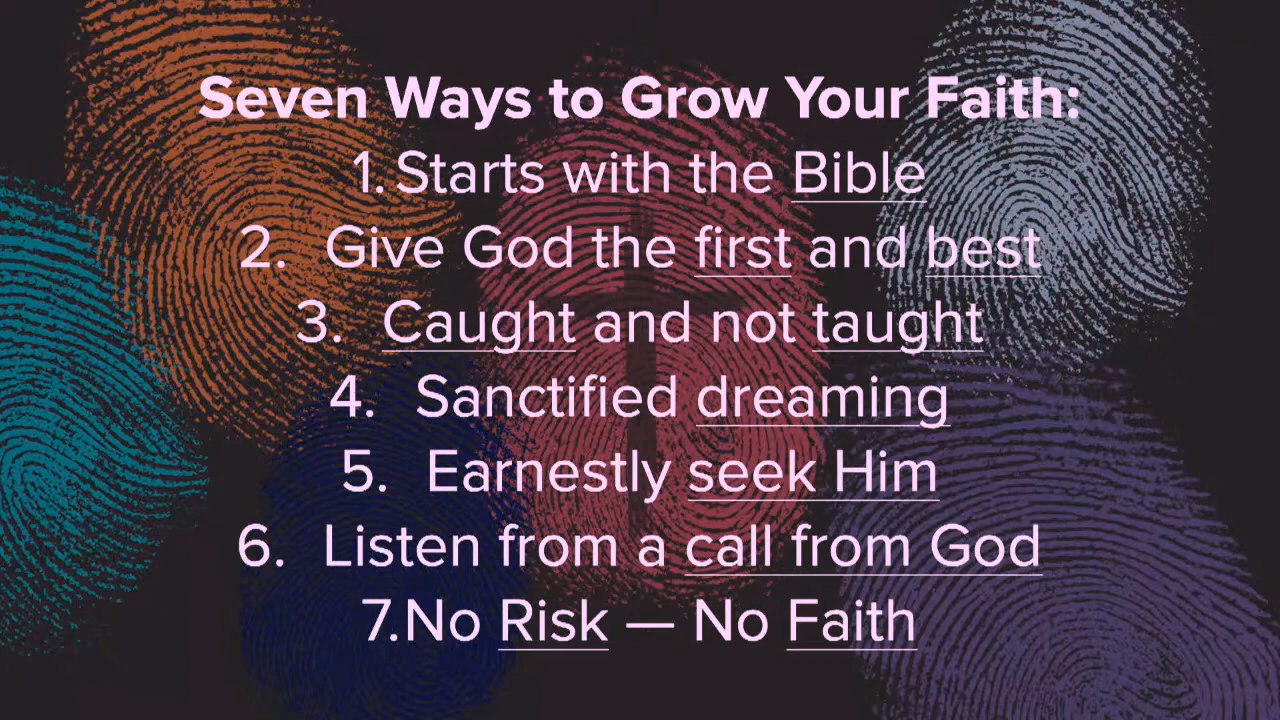 Seven Ways to Grow Your Faith:
1. Starts with the Bible
2. Give God the first and best
3. Caught and not taught
4. Sanctified dreaming
5. Earnestly seek Him
6. Listen from a call from God
7.No Risk — No Faith